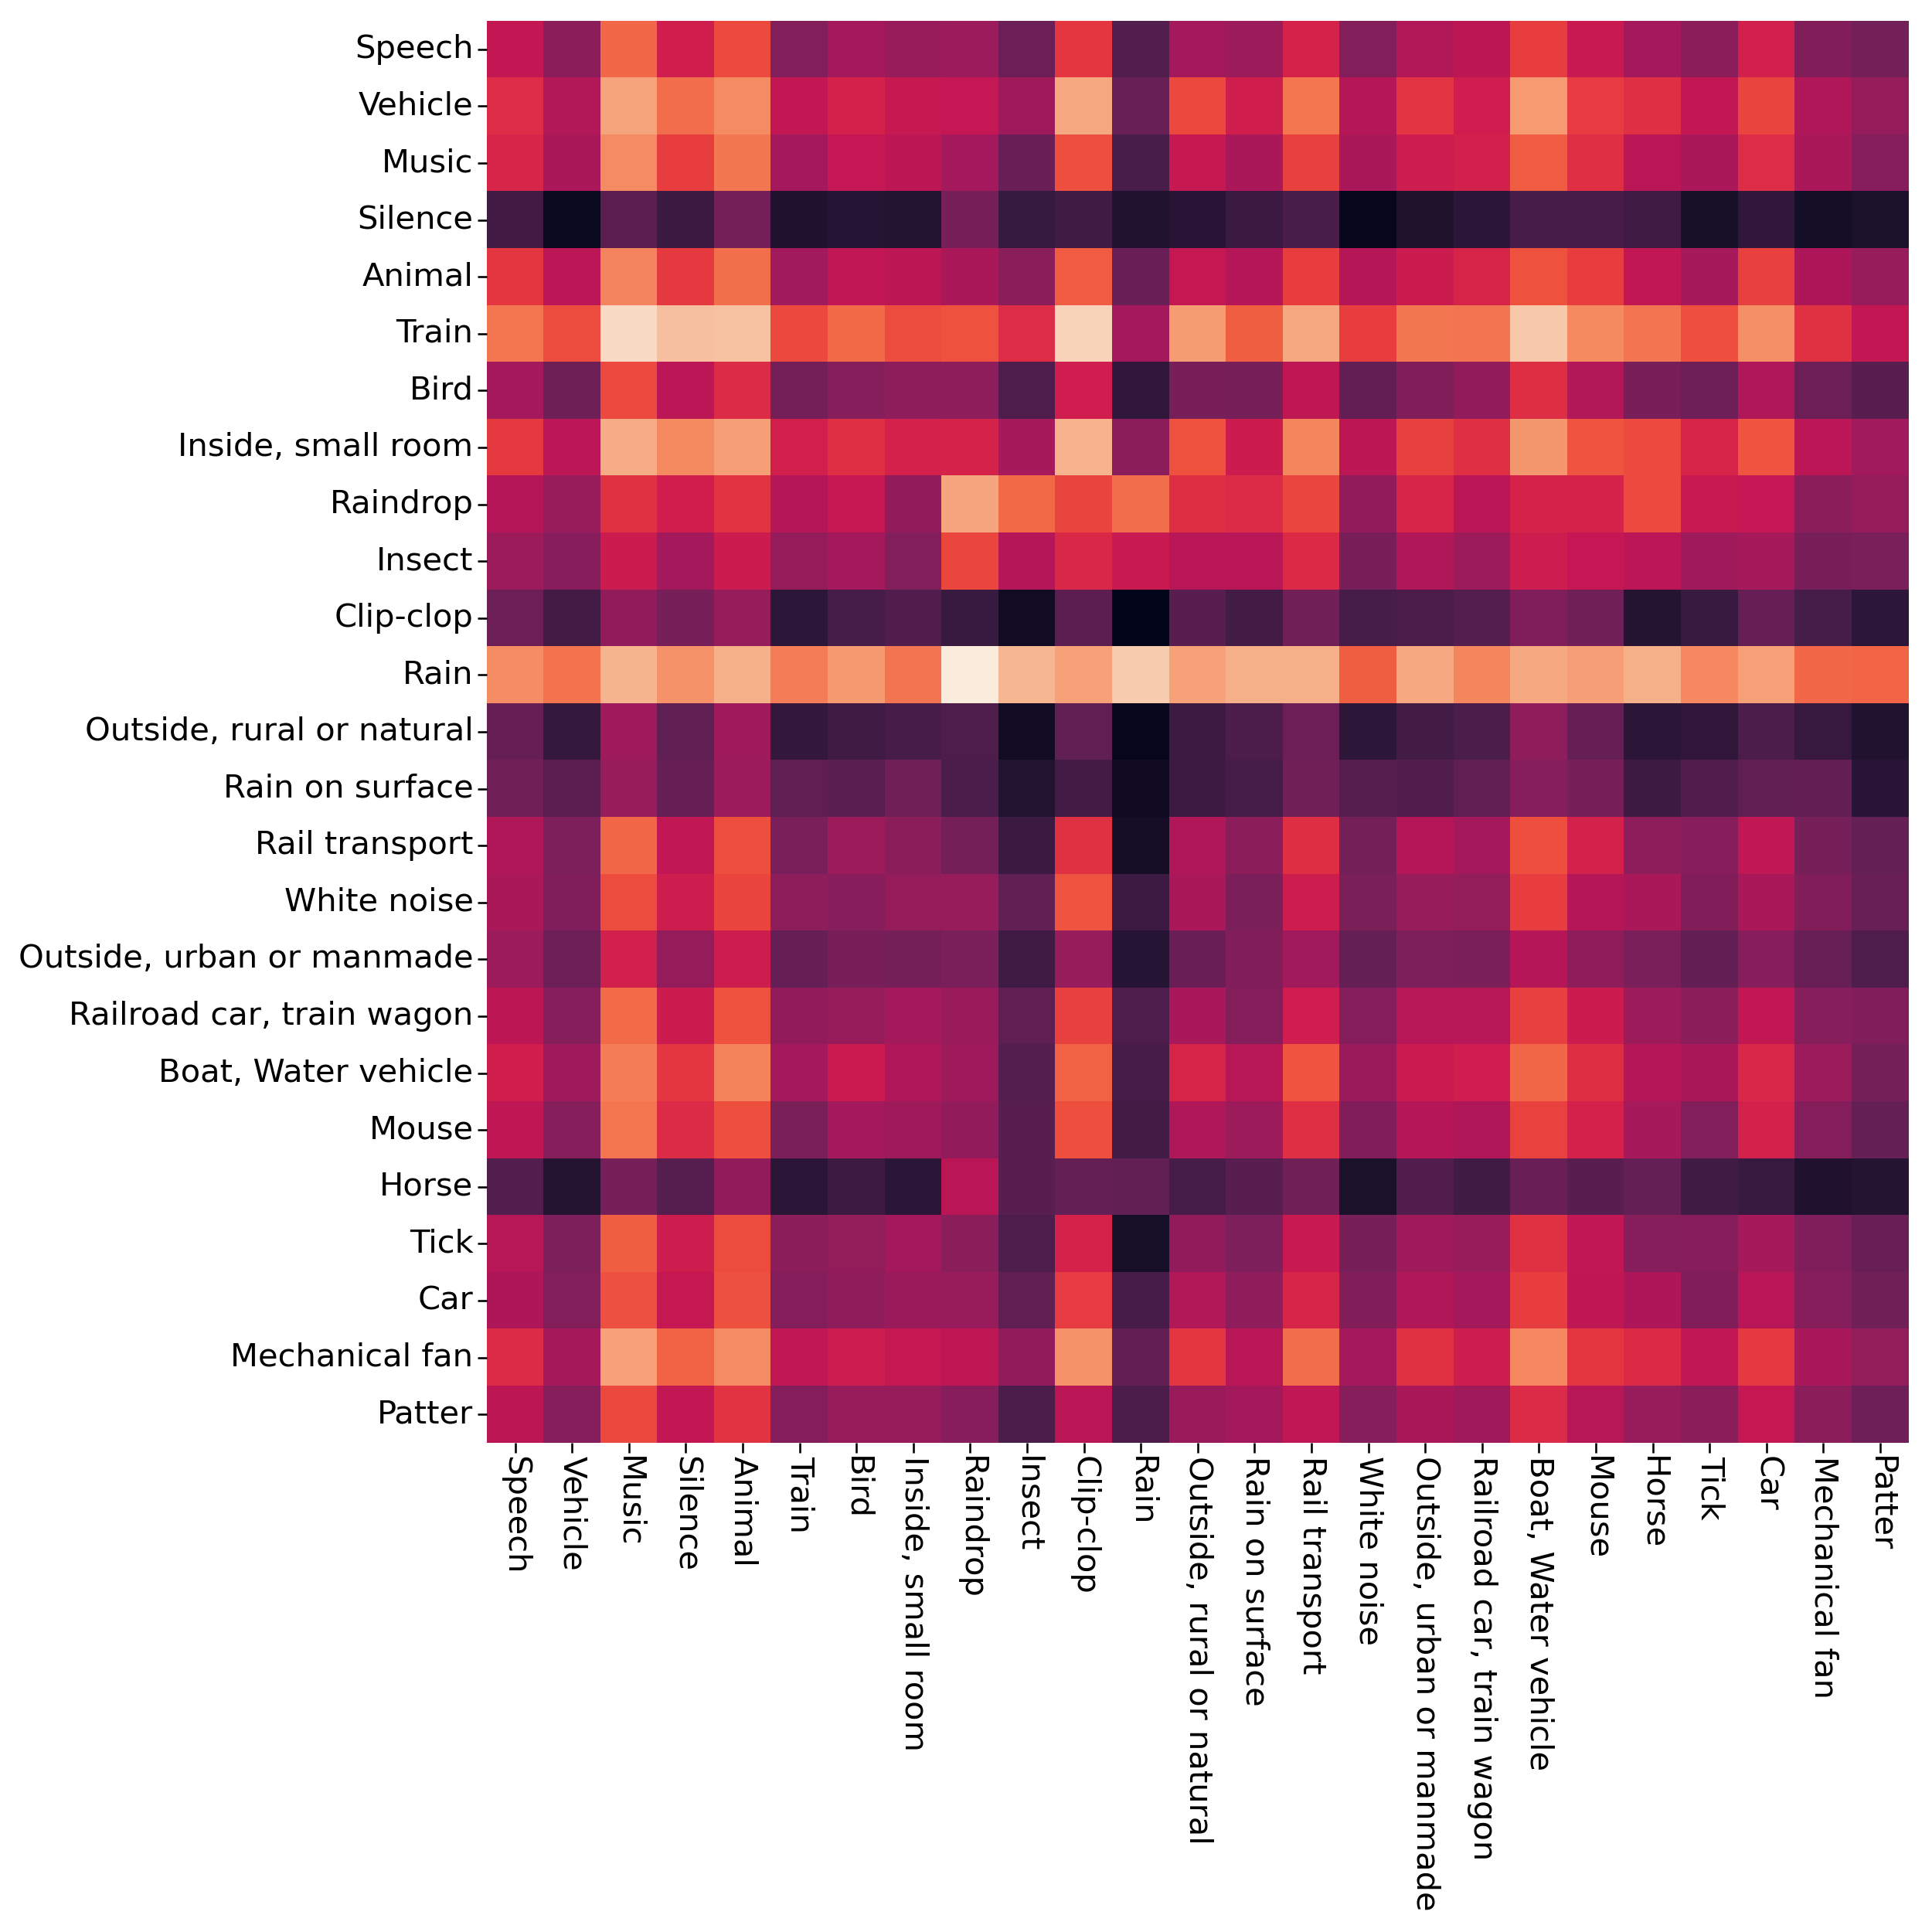 Speech
Vehicle
Music
Silence
Animal
Train
Bird
Inside, small room
Raindrop
Insect
Clip-clop
Rain
Outside, rural or natural
Rain on surface
Rail transport
White noise
Outside, urban or manmade
Railroad car, train wagon
Boat, Water vehicle
Mouse
Horse
Tick
Car
Mechanical fan
Patter
Speech
Vehicle
Music
Silence
Animal
Train
Bird
Inside, small room
Raindrop
Insect
Clip-clop
Rain
Outside, rural or natural
Rain on surface
Rail transport
White noise
Outside, urban or manmade
Railroad car, train wagon
Boat, Water vehicle
Mouse
Horse
Tick
Car
Mechanical fan
Patter